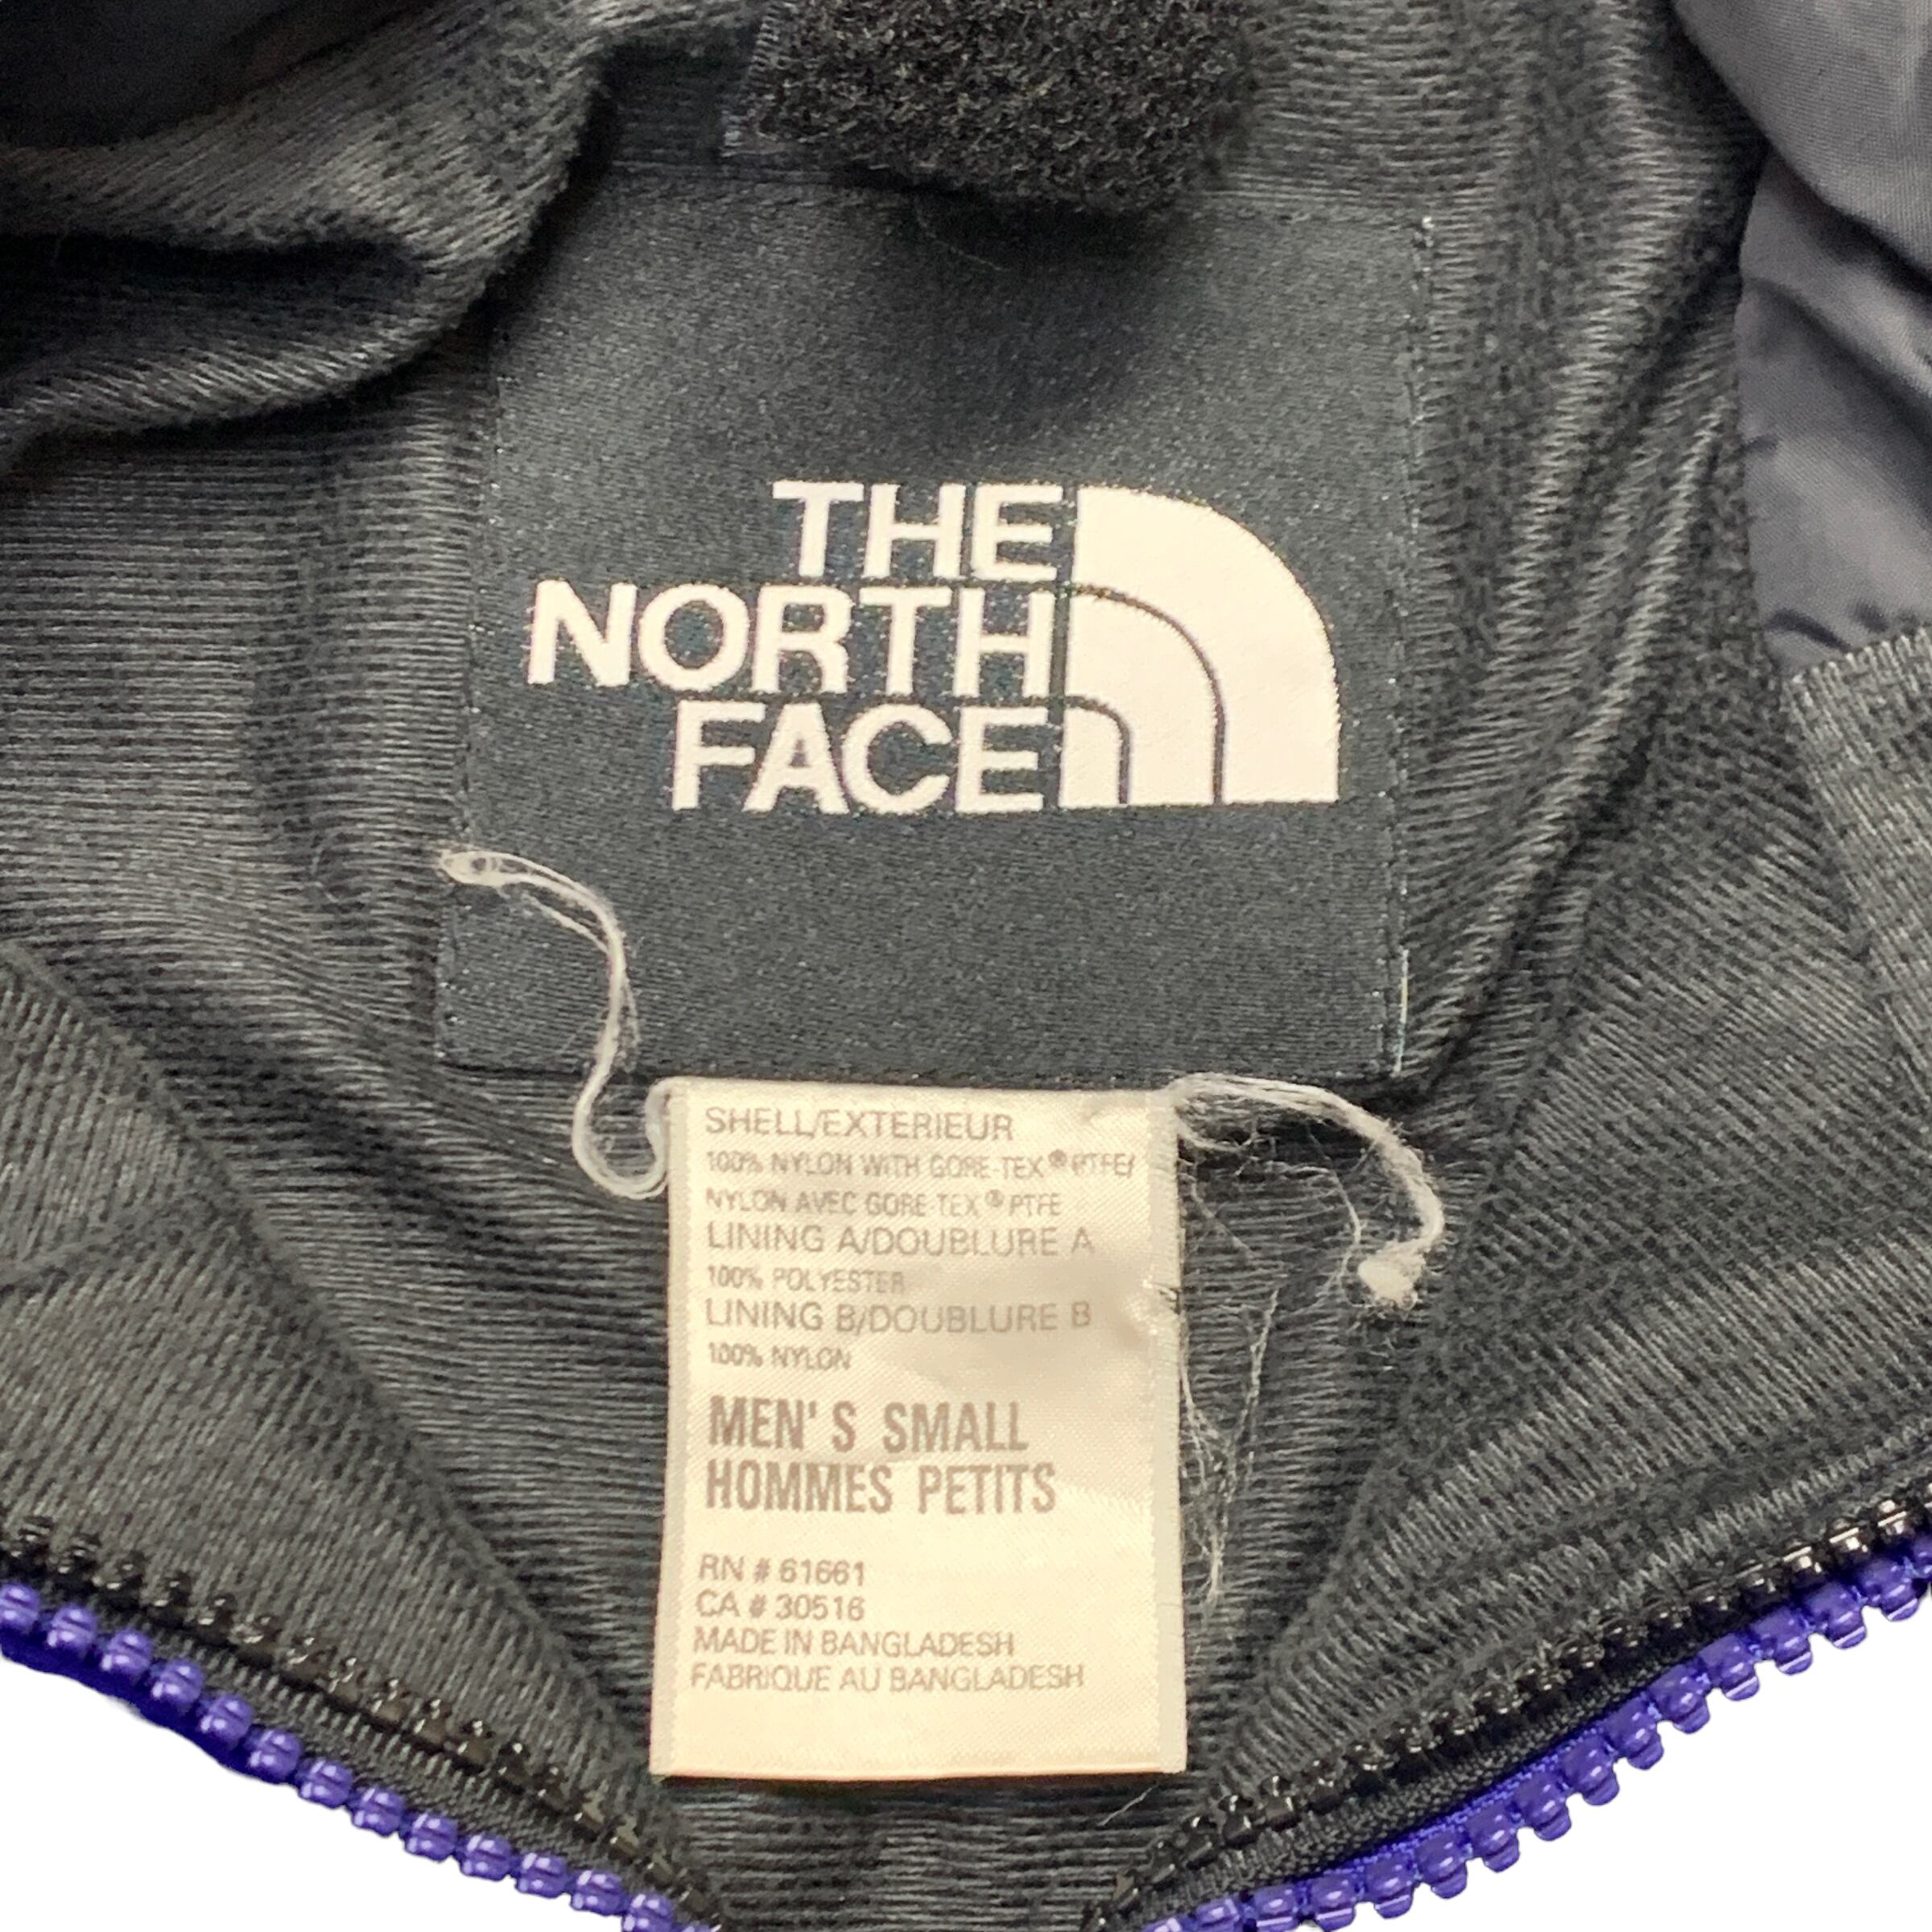 THE
NORTH
FACE
SHELL/EXTERIEUR
100% NYLON WITH GORE-TEX® PTFE/
NYLON AVEC GORE-TEX® PTFE
LINING A/DOUBLURE A
100% POLYESTER
LINING B/DOUBLURE B
100% NYLON
MEN'S SMALL
HOMMES PETITS
RN # 61661
CA # 30516
MADE IN BANGLADESH
FABRIQUE AU BANGLADESH